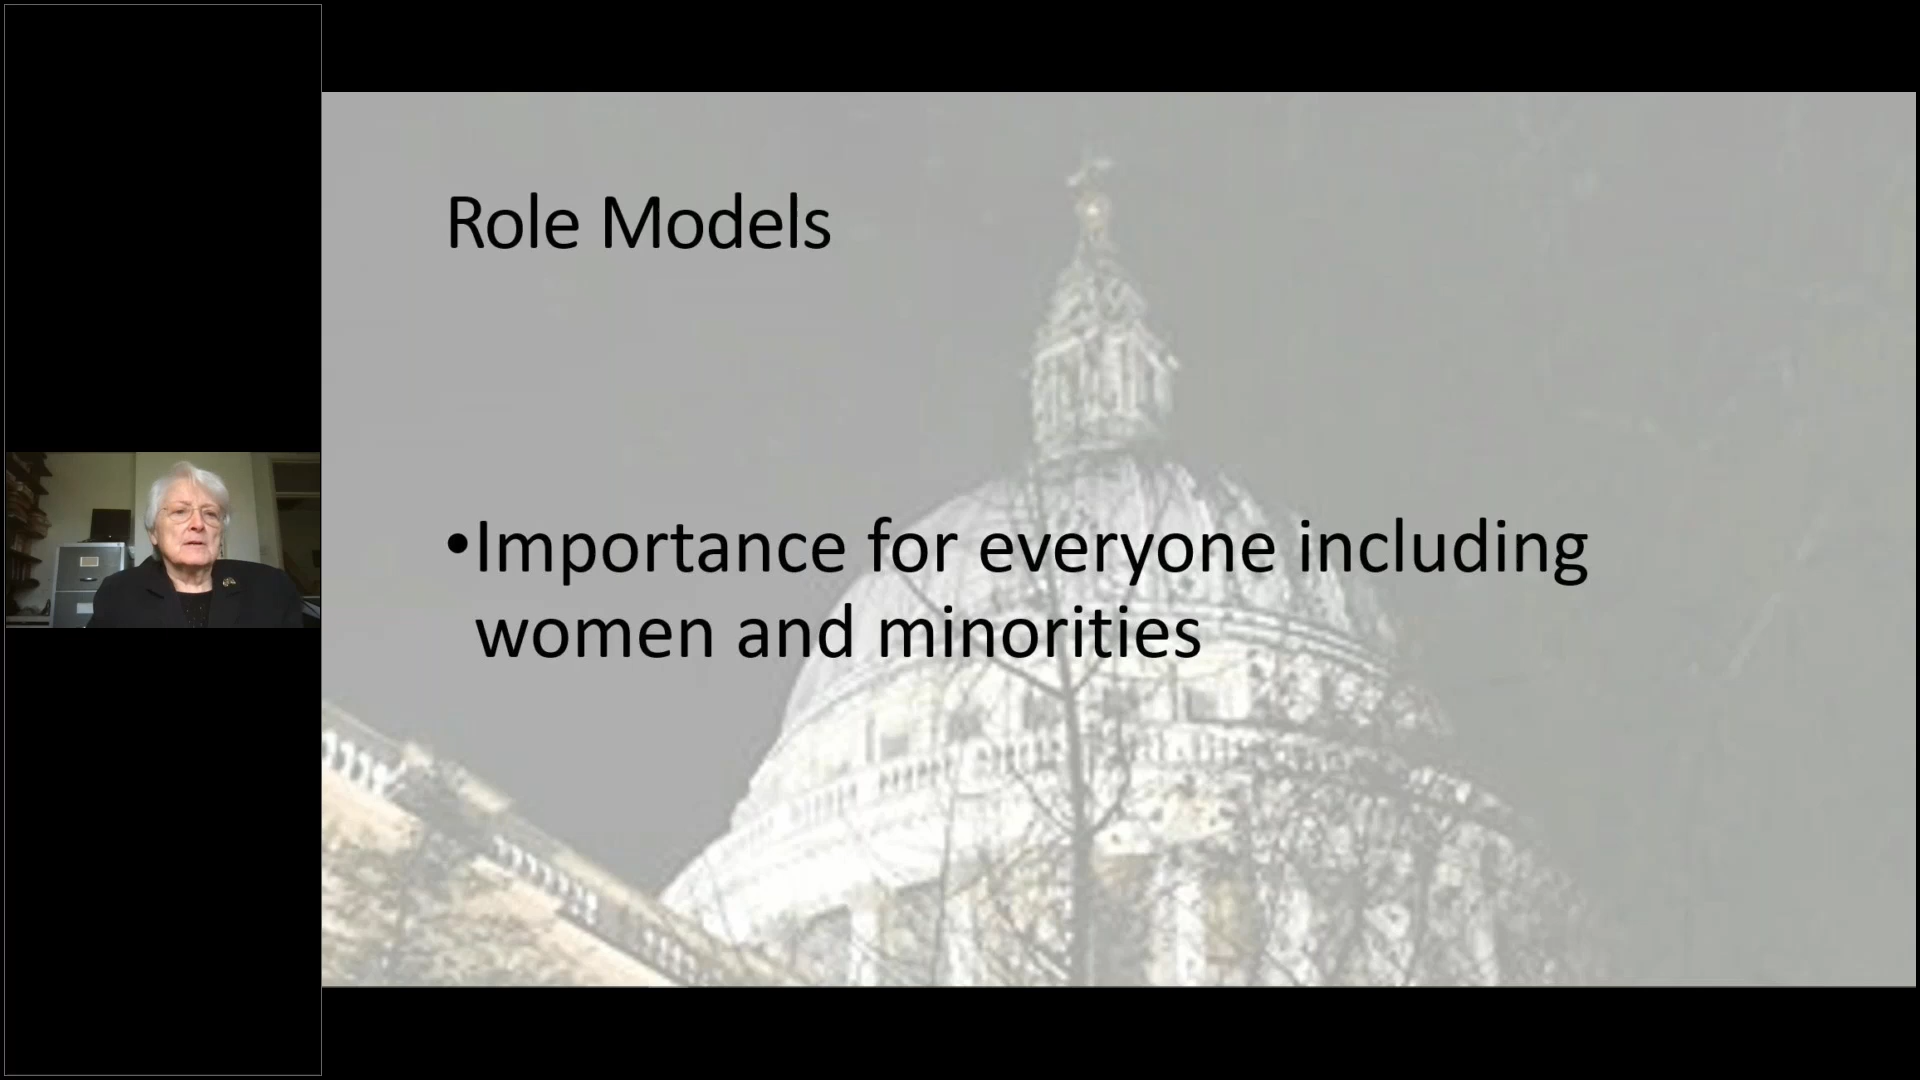 Role Models
•Importance for everyone including
women and minorities